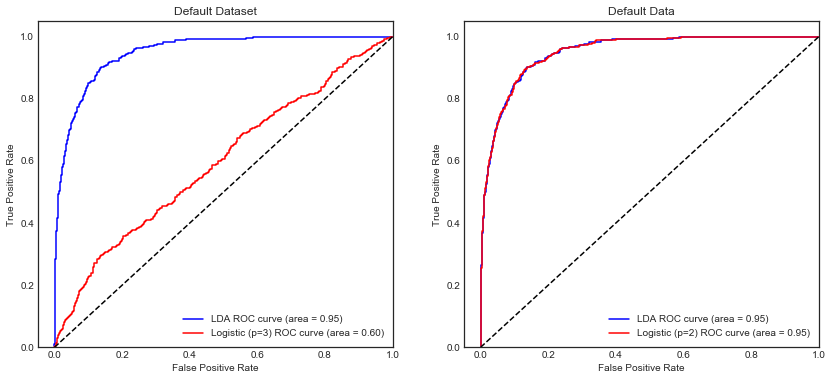 Default Dataset
True Positive Rate
1.0
0.8
0.6
0.4
0.2
0.0
0.0
0.2
0.4
0.6
0.8
1.0
False Positive Rate
LDA ROC curve (area = 0.95)
Logistic (p=3) ROC curve (area = 0.60)
Default Data
True Positive Rate
1.0
0.8
0.6
0.4
0.2
0.0
0.0
0.2
0.4
0.6
0.8
1.0
False Positive Rate
LDA ROC curve (area = 0.95)
Logistic (p=2) ROC curve (area = 0.95)